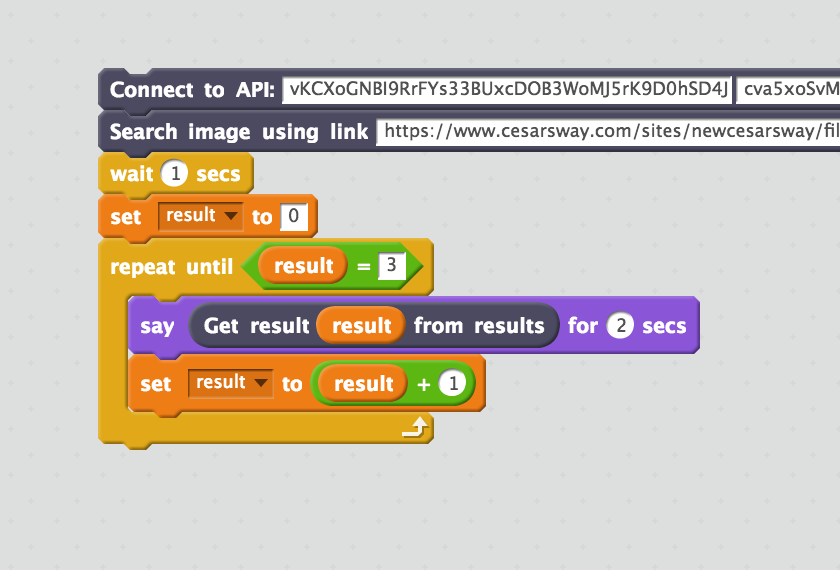 Connect to API: vKCXoGNBI9RrFYs33BUxcDOB3WoMJ5rK9D0hSD4J cva5xoSvM
Search image using link https://www.cesarsway.com/sites/newcesarsway/fil
wait 1 secs
set result to 0
repeat until result = 3
say Get result result from results for 2 secs
set result to result + 1